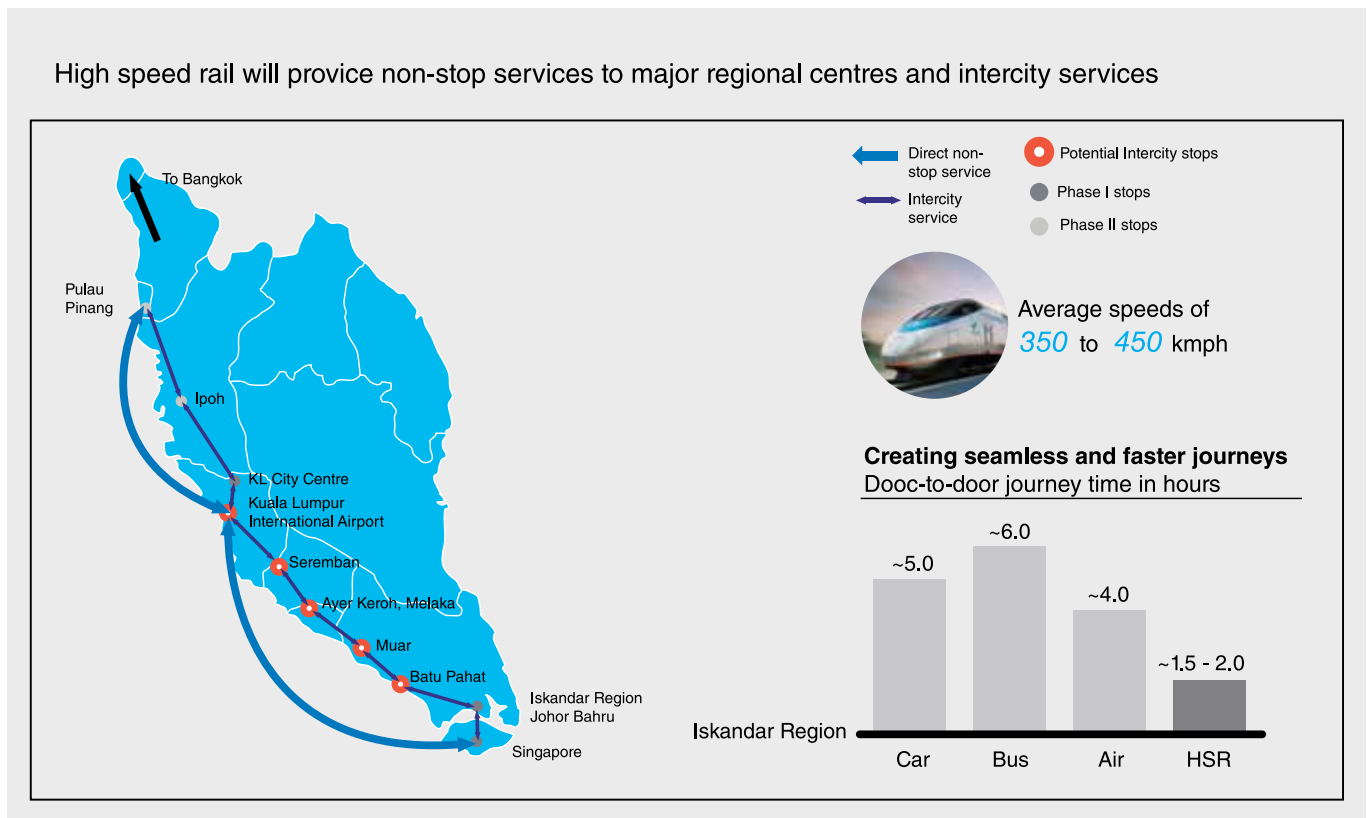 High speed rail will provice non-stop services to major regional centres and intercity services
To Bangkok
Pulau
Pinang
Ipoh
KL City Centre
Kuala Lumpur
International Airport
Seremban
Ayer Keroh, Melaka
Muar
Batu Pahat
Iskandar Region
Johor Bahru
Singapore
Direct non-
stop service
Intercity
service
Potential Intercity stops
Phase I stops
Phase II stops
Average speeds of
350 to 450 kmph
Creating seamless and faster journeys
Dooc-to-door journey time in hours
~5.0
~6.0
~4.0
~1.5 - 2.0
Iskandar Region
Car
Bus
Air
HSR